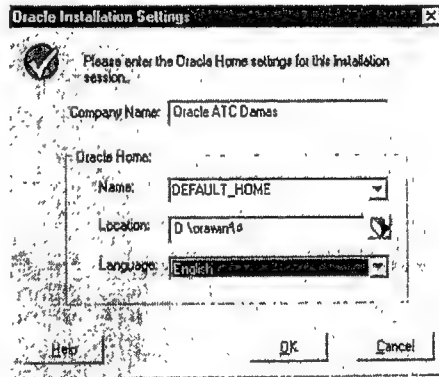 Oracle Installation Settings
Please enter the Oracle Home settings for this installation
session.
Company Name: Oracle ATC Damas
Oracle Home:
Name: DEFAULT_HOME
Location:
Language: English
Help OK Cancel